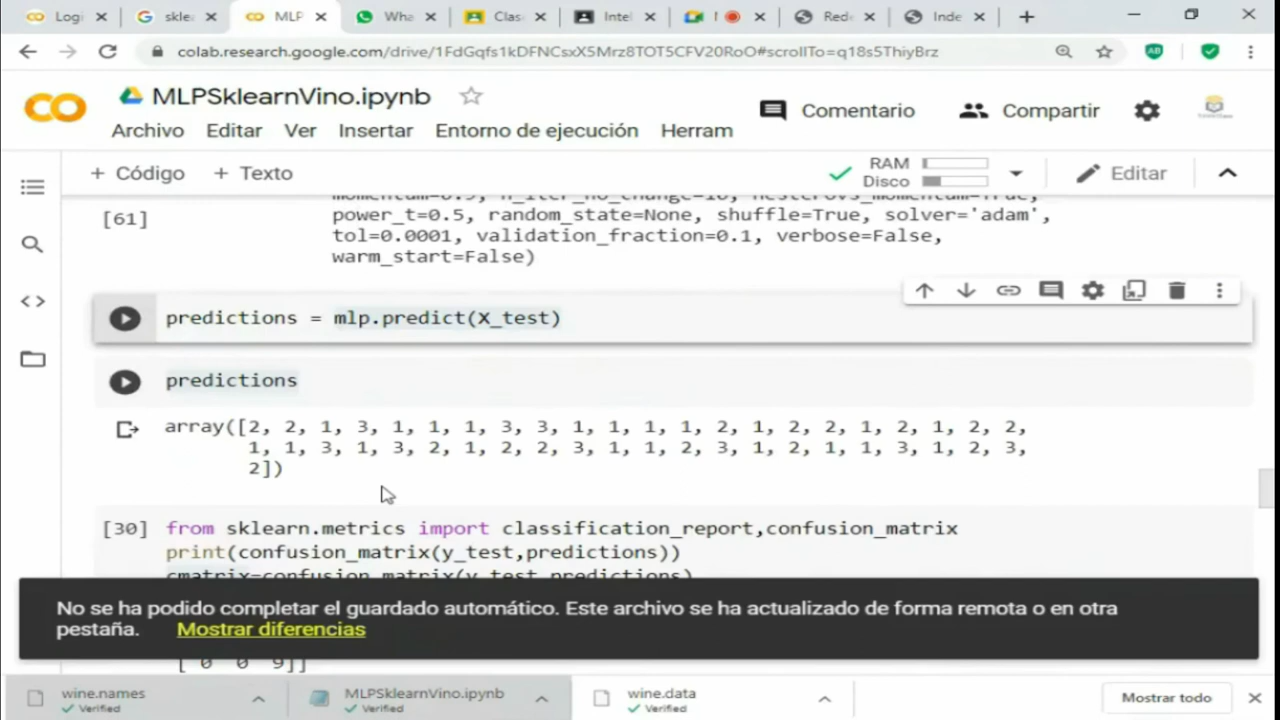 Logi
skle
MLP
Wha
Clas
Intel
Red
Inde
colab.research.google.com/drive/1FdGqfs1kDFNCsxX5Mrz8TOT5CFV20RoO#scrollTo=q18s5ThiyBrz
MLPSklearnVino.ipynb
Comentario
Compartir
Archivo Editar Ver Insertar Entorno de ejecución Herram
+ Código + Texto
RAM
Disco
Editar
[61]
power_t=0.5, random_state=None, shuffle=True, solver='adam',
tol=0.0001, validation_fraction=0.1, verbose=False,
warm_start=False)
predictions = mlp.predict(X_test)
predictions
array([2, 2, 1, 3, 1, 1, 1, 3, 3, 1, 1, 1, 1, 2, 1, 2, 2, 1, 2, 1, 2, 2,
1, 1, 3, 1, 3, 2, 1, 2, 2, 3, 1, 1, 2, 3, 1, 2, 1, 1, 3, 1, 2, 3,
2])
[30] from sklearn.metrics import classification_report,confusion_matrix
print(confusion_matrix(y_test,predictions))
cmatrix=confusion_matrix(y_test,predictions)
No se ha podido completar el guardado automático. Este archivo se ha actualizado de forma remota o en otra
pestaña. Mostrar diferencias
[ 0 0 9]]
wine.names
Verified
MLPSklearnVino.ipynb
Verified
wine.data
Verified
Mostrar todo